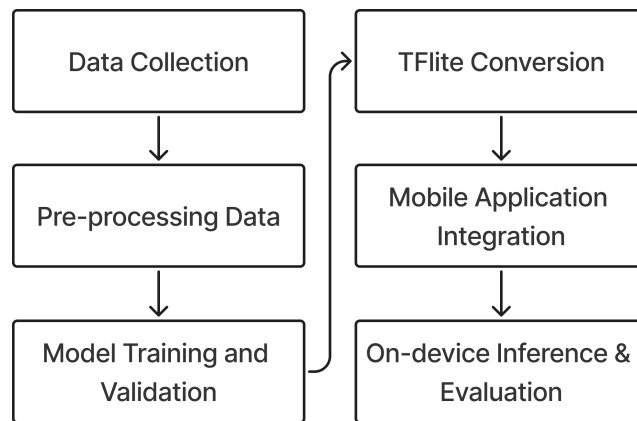 Data Collection
Pre-processing Data
Model Training and
Validation
TFlite Conversion
Mobile Application
Integration
On-device Inference &
Evaluation